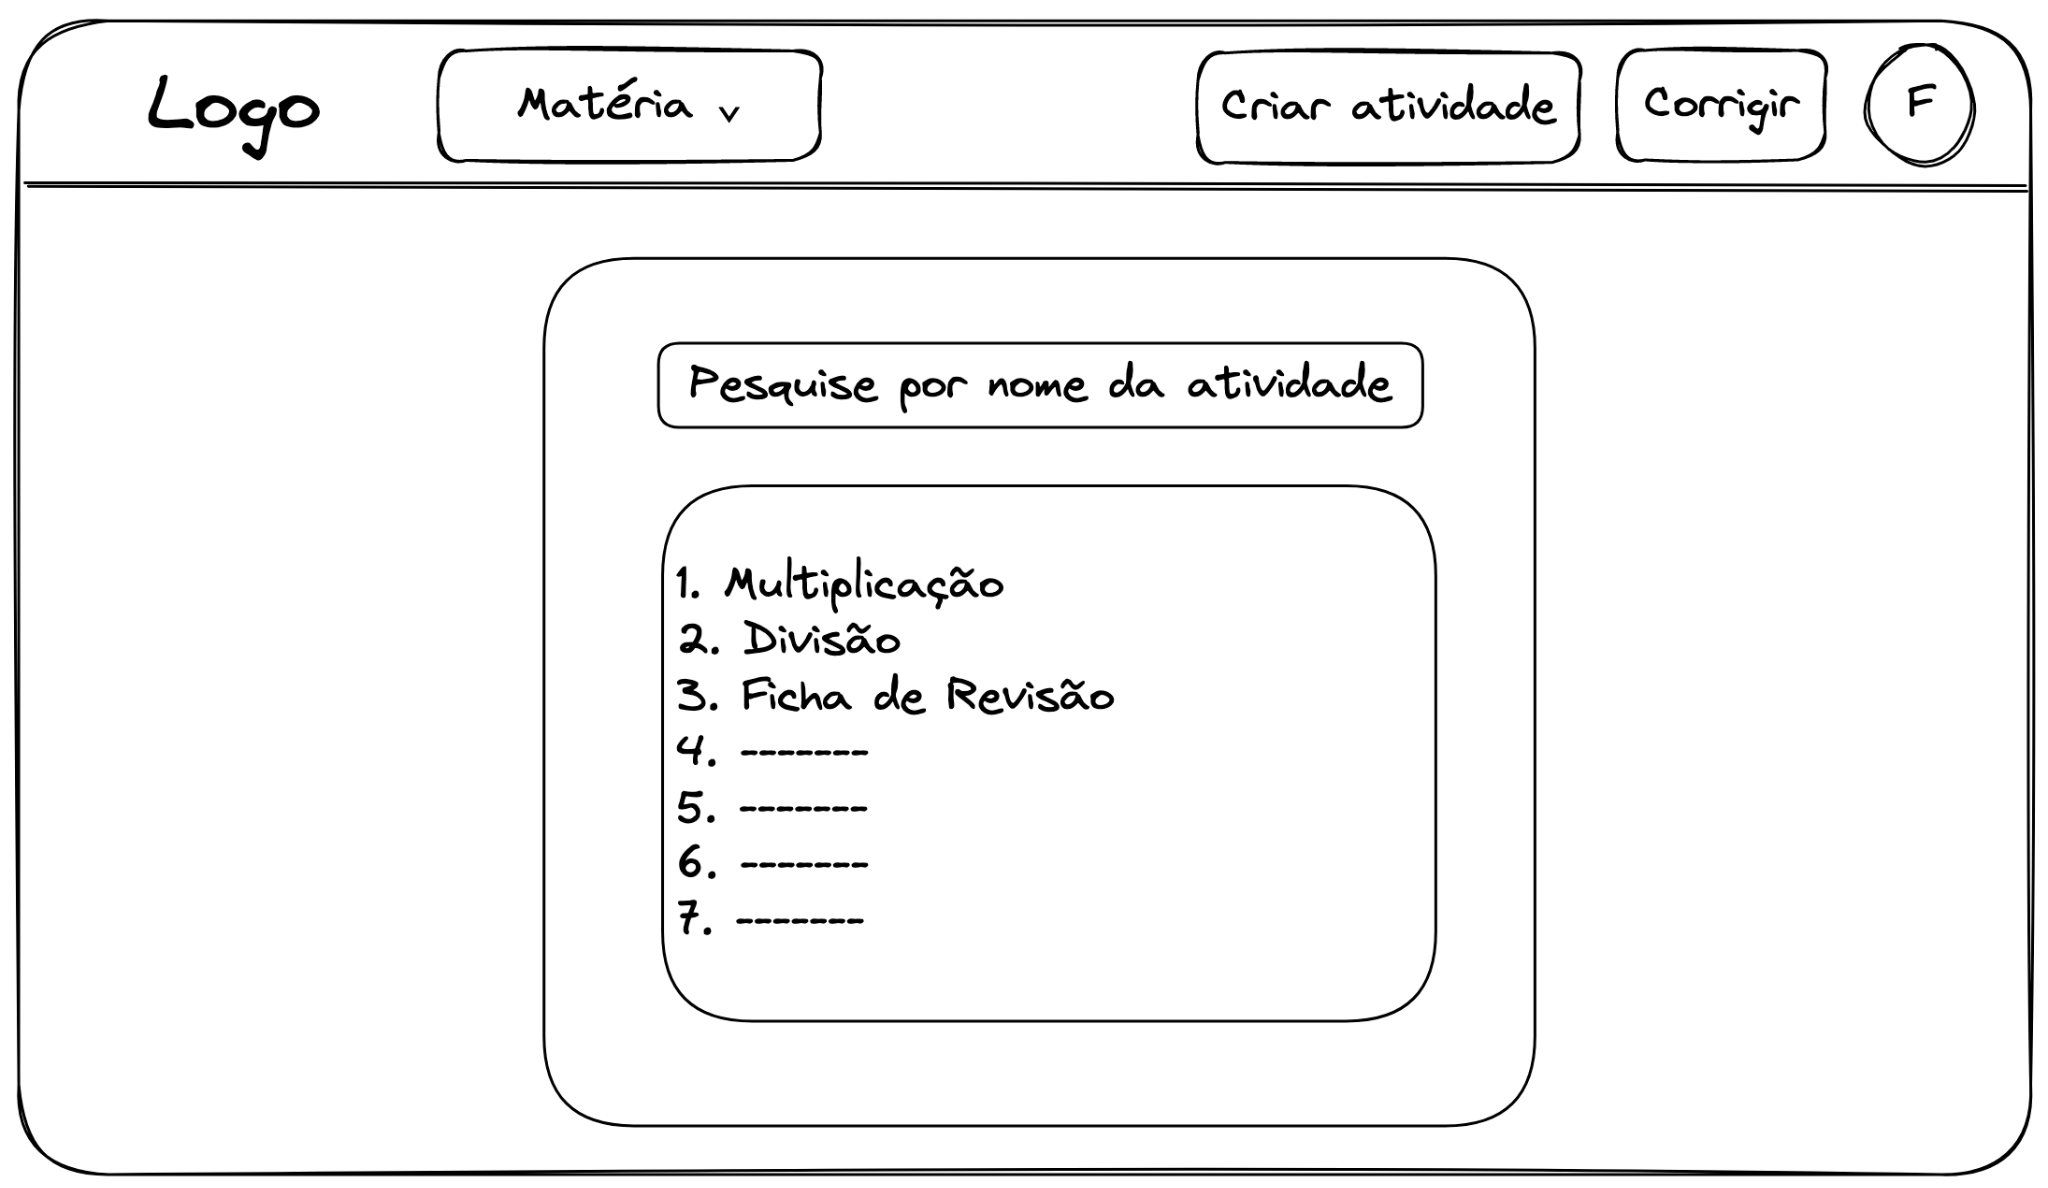 Logo
Matéria v
Criar atividade
Corrigir
F
Pesquise por nome da atividade
1. Multiplicação
2. Divisão
3. Ficha de Revisão
4. -------
5. -------
6. -------
7. -------